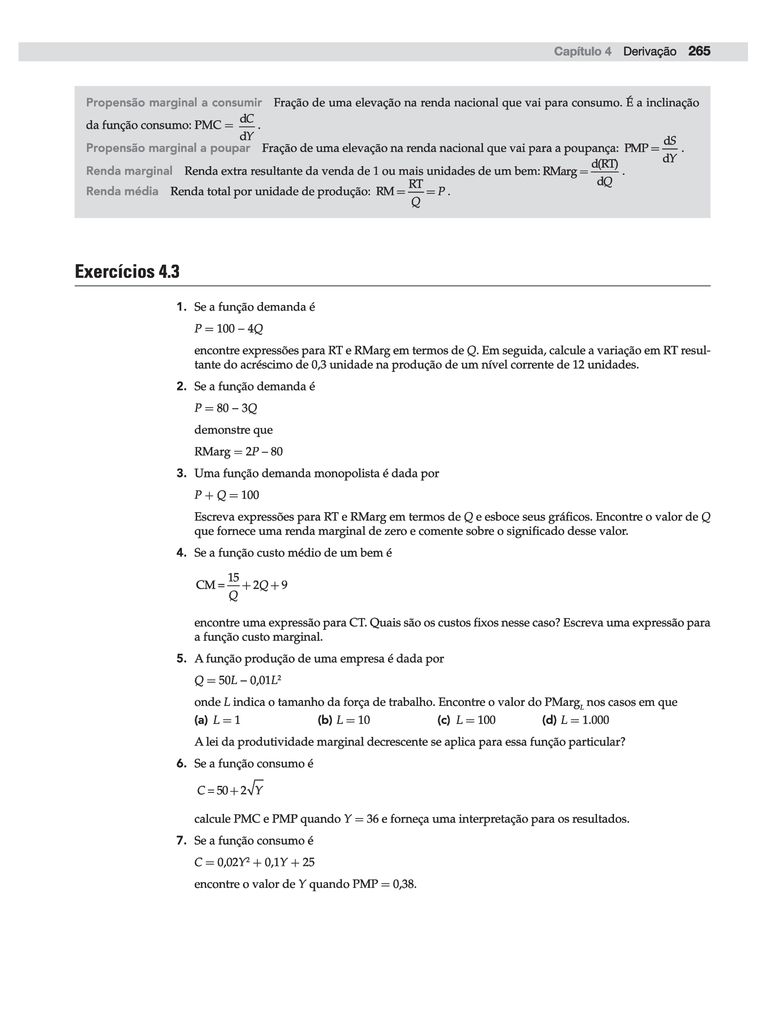 Capítulo 4 Derivação 265
Propensão marginal a consumir Fração de uma elevação na renda nacional que vai para consumo. É a inclinação
da função consumo: PMC = dC/dY .
Propensão marginal a poupar Fração de uma elevação na renda nacional que vai para a poupança: PMP = dS/dY .
Renda marginal Renda extra resultante da venda de 1 ou mais unidades de um bem: RMarg = d(RT)/dQ .
Renda média Renda total por unidade de produção: RM = RT/Q = P .
Exercícios 4.3
1. Se a função demanda é
P = 100 – 4Q
encontre expressões para RT e RMarg em termos de Q. Em seguida, calcule a variação em RT resul-
tante do acréscimo de 0,3 unidade na produção de um nível corrente de 12 unidades.
2. Se a função demanda é
P = 80 – 3Q
demonstre que
RMarg = 2P – 80
3. Uma função demanda monopolista é dada por
P + Q = 100
Escreva expressões para RT e RMarg em termos de Q e esboce seus gráficos. Encontre o valor de Q
que fornece uma renda marginal de zero e comente sobre o significado desse valor.
4. Se a função custo médio de um bem é
CM = 15/Q + 2Q + 9
encontre uma expressão para CT. Quais são os custos fixos nesse caso? Escreva uma expressão para
a função custo marginal.
5. A função produção de uma empresa é dada por
Q = 50L – 0,01L²
onde L indica o tamanho da força de trabalho. Encontre o valor do PMarg_L nos casos em que
(a) L = 1 (b) L = 10 (c) L = 100 (d) L = 1.000
A lei da produtividade marginal decrescente se aplica para essa função particular?
6. Se a função consumo é
C = 50 + 2√Y
calcule PMC e PMP quando Y = 36 e forneça uma interpretação para os resultados.
7. Se a função consumo é
C = 0,02Y² + 0,1Y + 25
encontre o valor de Y quando PMP = 0,38.